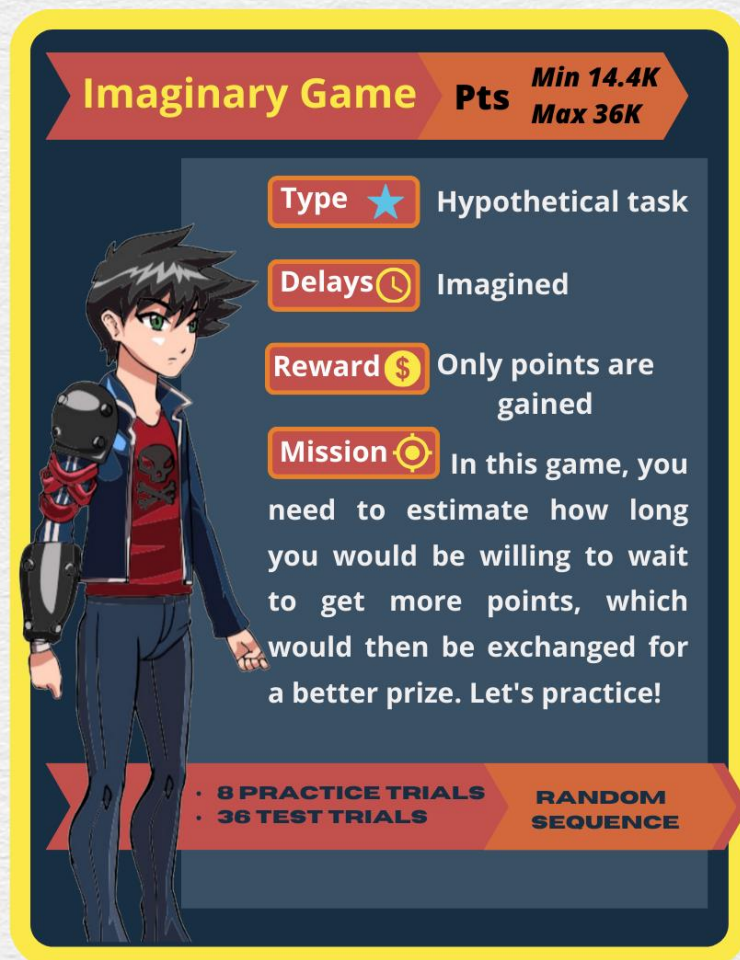 Imaginary Game
Pts
Min 14.4K
Max 36K
Type
Hypothetical task
Delays
Imagined
Reward
$
Only points are
gained
Mission
In this game, you
need to estimate how long
you would be willing to wait
to get more points, which
would then be exchanged for
a better prize. Let's practice!
· 8 PRACTICE TRIALS
· 36 TEST TRIALS
RANDOM
SEQUENCE